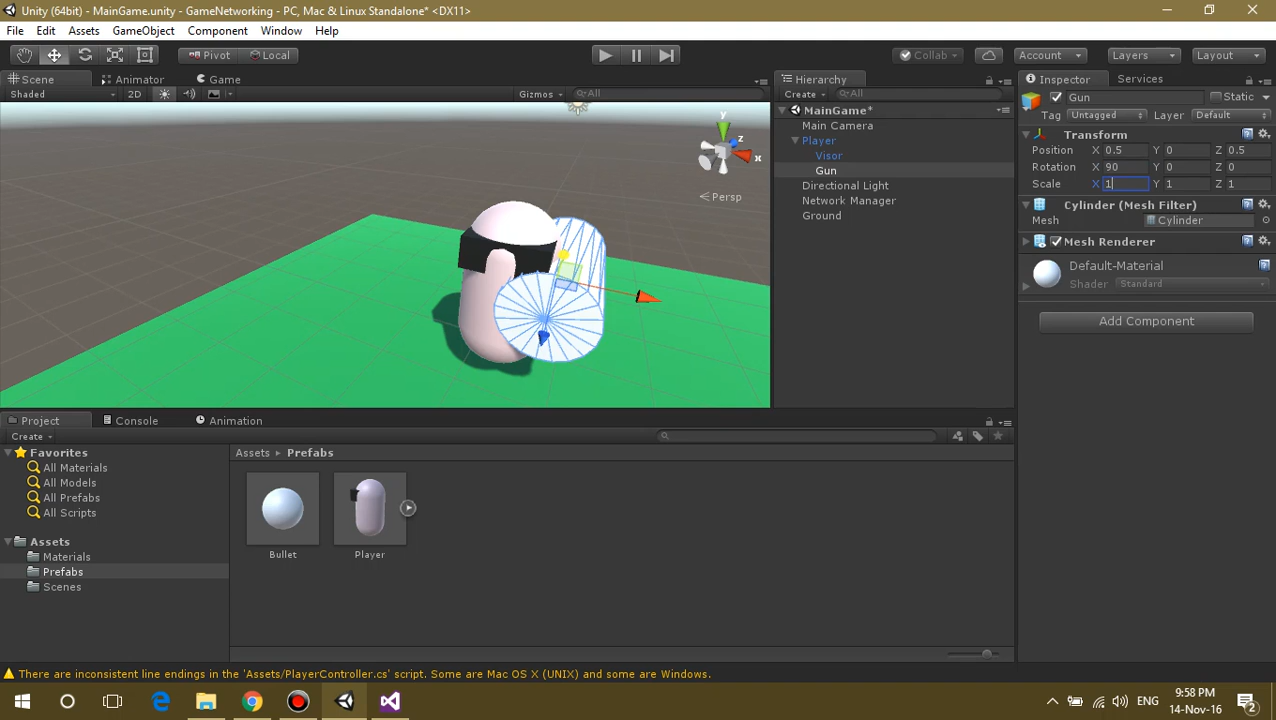 Unity (64bit) - MainGame.unity - GameNetworking - PC, Mac & Linux Standalone* <DX11>
File Edit Assets GameObject Component Window Help
Pivot Local Collab Account Layers Layout
Scene Animator Game
Shaded 2D Gizmos All
y
z
x
Persp
Hierarchy
Create All
MainGame*
Main Camera
Player
Visor
Gun
Directional Light
Network Manager
Ground
Inspector Services
Gun Static
Tag Untagged Layer Default
Transform
Position X 0.5 Y 0 Z 0.5
Rotation X 90 Y 0 Z 0
Scale X 1 Y 1 Z 1
Cylinder (Mesh Filter)
Mesh Cylinder
Mesh Renderer
Default-Material
Shader Standard
Add Component
Project Console Animation
Create
Favorites
All Materials
All Models
All Prefabs
All Scripts
Assets
Materials
Prefabs
Scenes
Assets Prefabs
Bullet Player
There are inconsistent line endings in the 'Assets/PlayerController.cs' script. Some are Mac OS X (UNIX) and some are Windows.
ENG
9:58 PM
14-Nov-16
2